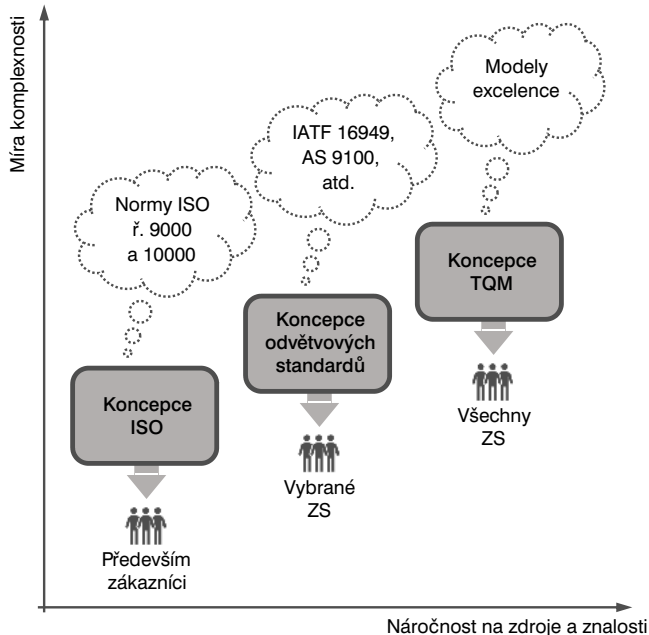 Míra komplexnosti
Modely
excelence
IATF 16949,
AS 9100,
atd.
Normy ISO
ř. 9000
a 10000
Koncepce
TQM
Koncepce
odvětvových
standardů
Koncepce
ISO
Všechny
ZS
Vybrané
ZS
Především
zákazníci
Náročnost na zdroje a znalosti